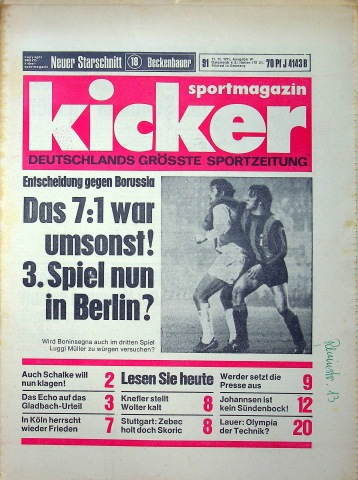 Neuer Starschnitt 18 Beckenbauer
91
70 Pf J 4143 B
sportmagazin
kicker
DEUTSCHLANDS GRÖSSTE SPORTZEITUNG
Entscheidung gegen Borussia
Das 7:1 war
umsonst!
3. Spiel nun
in Berlin?
Wird Boninsegna auch im dritten Spiel
Luggi Müller zu würgen versuchen?
Auch Schalke will
nun klagen! 2
Das Echo auf das
Gladbach-Urteil 3
In Köln herrscht
wieder Frieden 7
Lesen Sie heute
Knefler stellt
Wolter kalt 8
Stuttgart: Zebec
holt doch Skoric 8
Werder setzt die
Presse aus 9
Johannsen ist
kein Sündenbock! 12
Lauer: Olympia
der Technik? 20